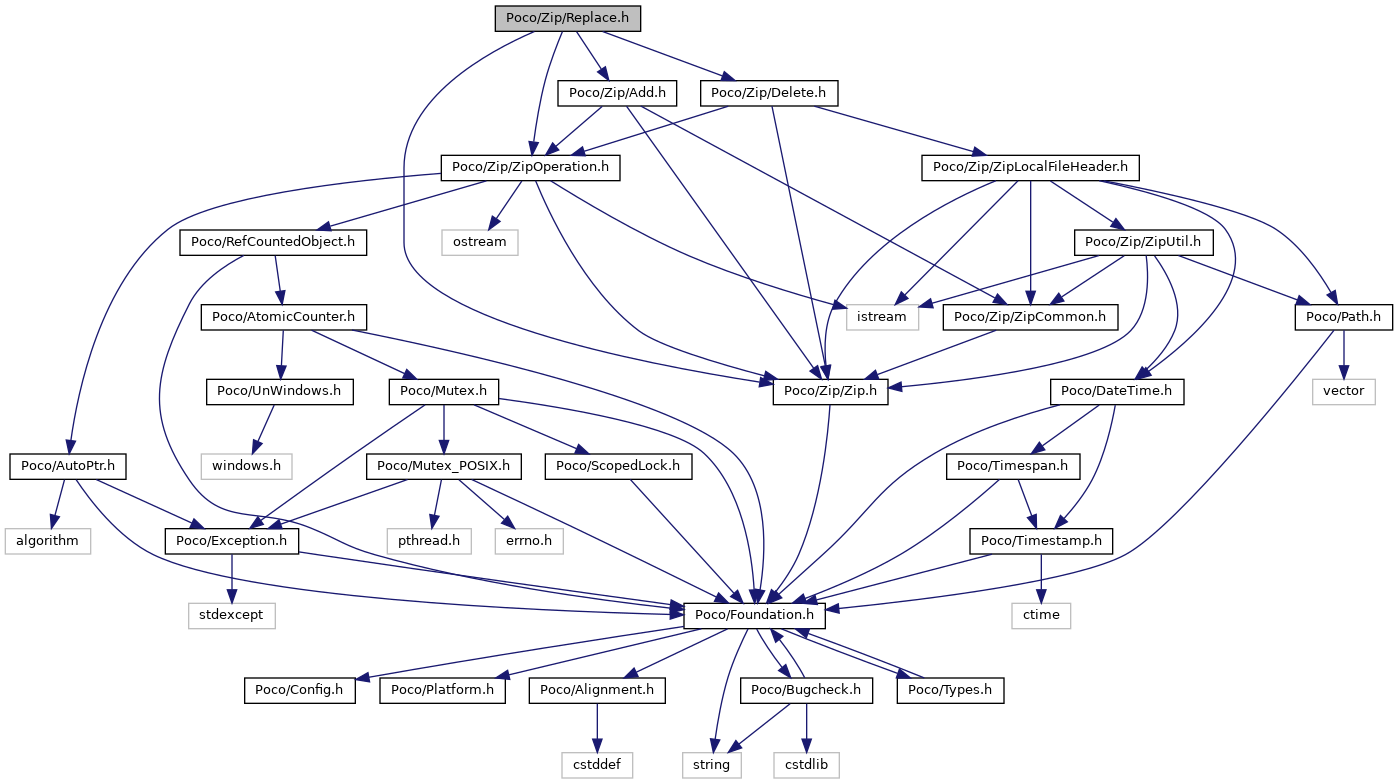 Poco/Zip/Replace.h
Poco/Zip/Add.h
Poco/Zip/Delete.h
Poco/Zip/ZipOperation.h
Poco/Zip/ZipLocalFileHeader.h
Poco/RefCountedObject.h
ostream
Poco/Zip/ZipUtil.h
Poco/AtomicCounter.h
istream
Poco/Zip/ZipCommon.h
Poco/Path.h
Poco/UnWindows.h
Poco/Mutex.h
Poco/Zip/Zip.h
Poco/DateTime.h
vector
Poco/AutoPtr.h
windows.h
Poco/Mutex_POSIX.h
Poco/ScopedLock.h
Poco/Timespan.h
algorithm
Poco/Exception.h
pthread.h
errno.h
Poco/Timestamp.h
stdexcept
Poco/Foundation.h
ctime
Poco/Config.h
Poco/Platform.h
Poco/Alignment.h
Poco/Bugcheck.h
Poco/Types.h
cstddef
string
cstdlib